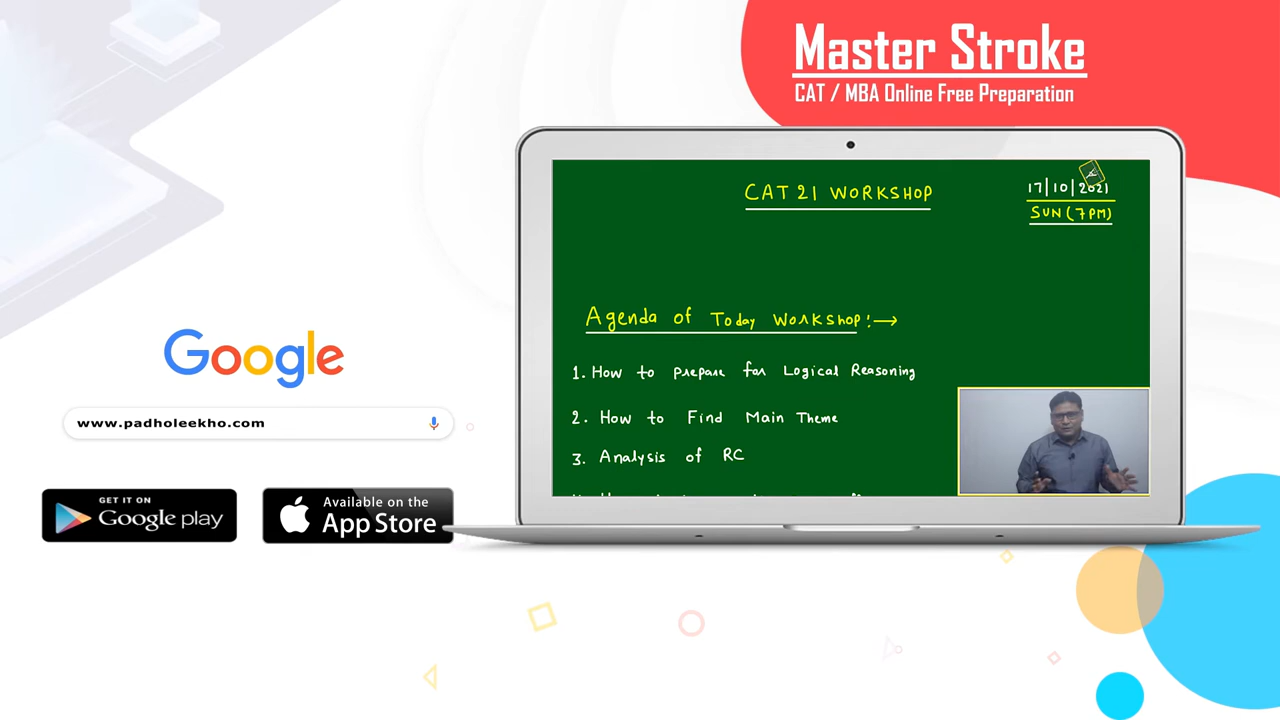 Master Stroke
CAT / MBA Online Free Preparation
CAT 21 WORKSHOP
17|10|2021
SUN (7PM)
Agenda of Today Workshop:→
1. How to prepare for Logical Reasoning
2. How to Find Main Theme
3. Analysis of RC
Google
www.padholeekho.com
GET IT ON
Google play
Available on the
App Store